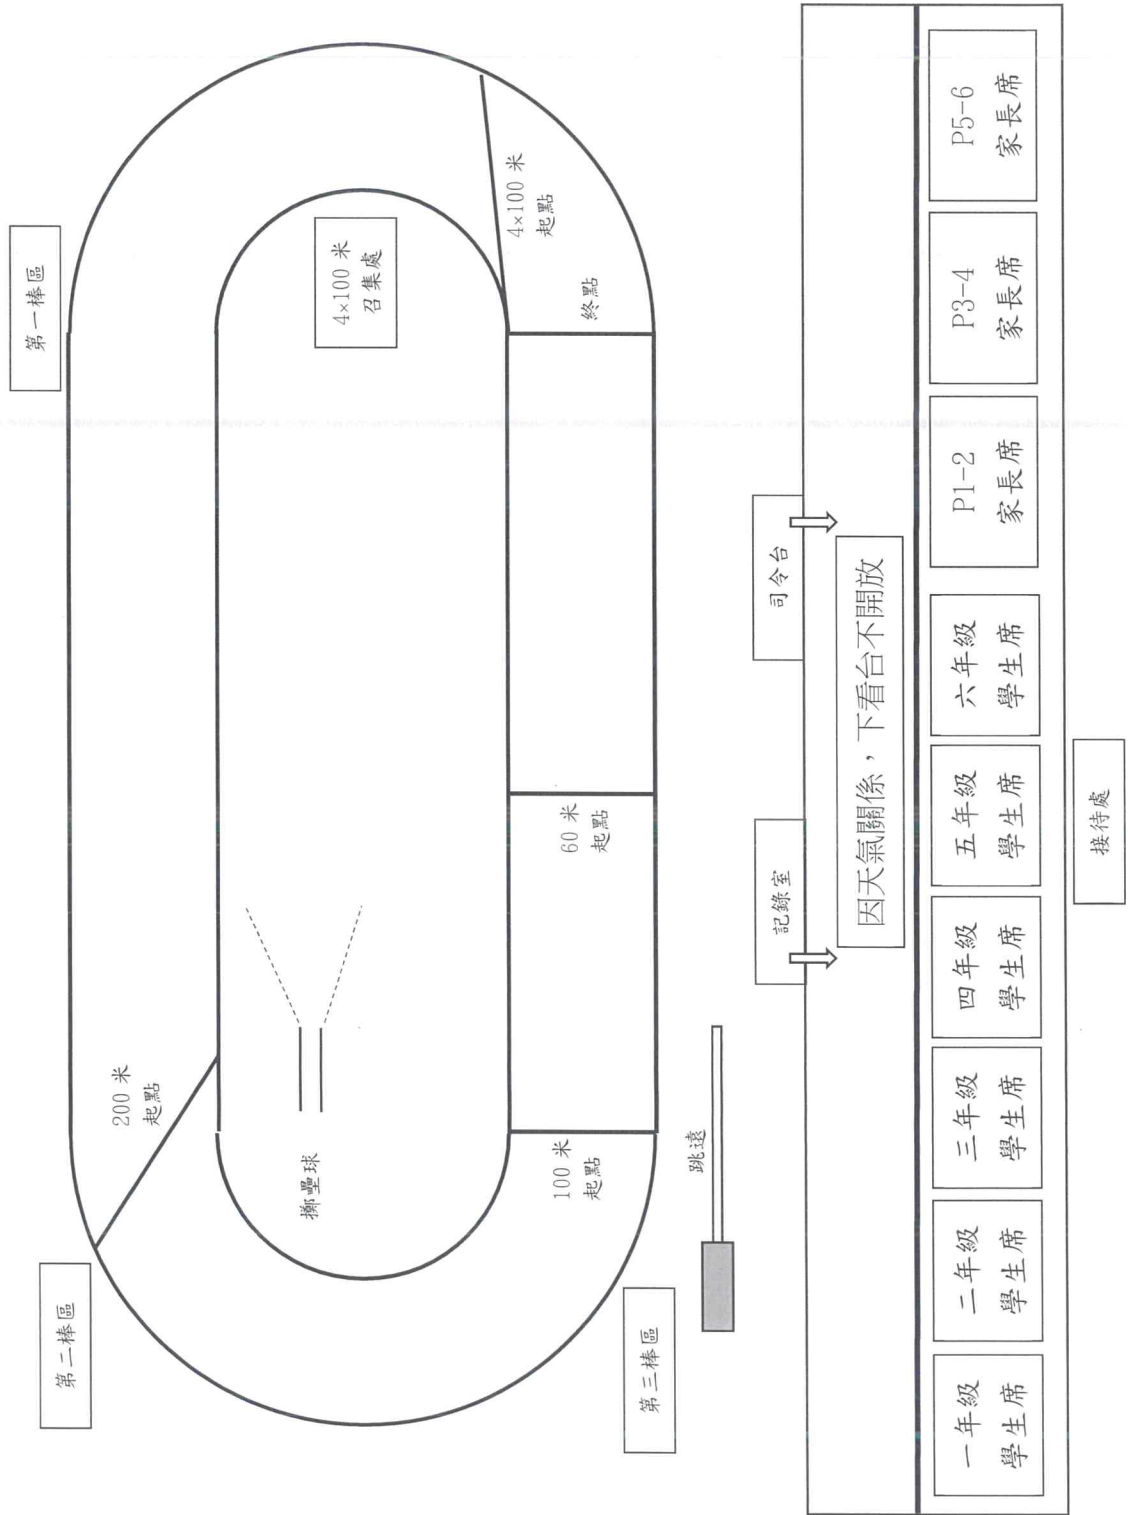 第一棒區
4×100 米
召集處
4×100 米
起點
終點
200 米
起點
擲壘球
60 米
起點
100 米
起點
第二棒區
第三棒區
跳遠
記錄室
司令台
因天氣關係，下看台不開放
一年級
學生席
二年級
學生席
三年級
學生席
四年級
學生席
五年級
學生席
六年級
學生席
P1-2
家長席
P3-4
家長席
P5-6
家長席
接待處